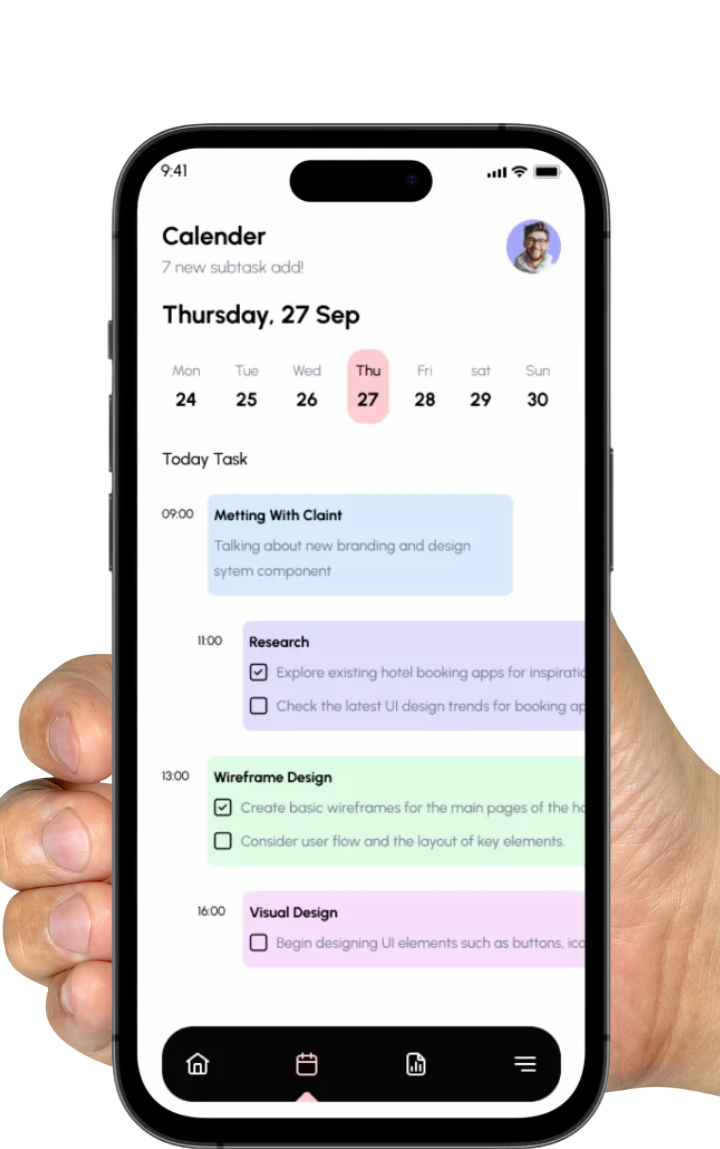 9:41
Calender
7 new subtask add!
Thursday, 27 Sep
Mon Tue Wed Thu Fri sat Sun
24 25 26 27 28 29 30
Today Task
09:00 Metting With Claint
Talking about new branding and design
sytem component
11:00 Research
Explore existing hotel booking apps for
Check the latest UI design trends for booking
13:00 Wireframe Design
Create basic wireframes for the main pages of the
Consider user flow and the layout of key elements.
16:00 Visual Design
Begin designing UI elements such as buttons,